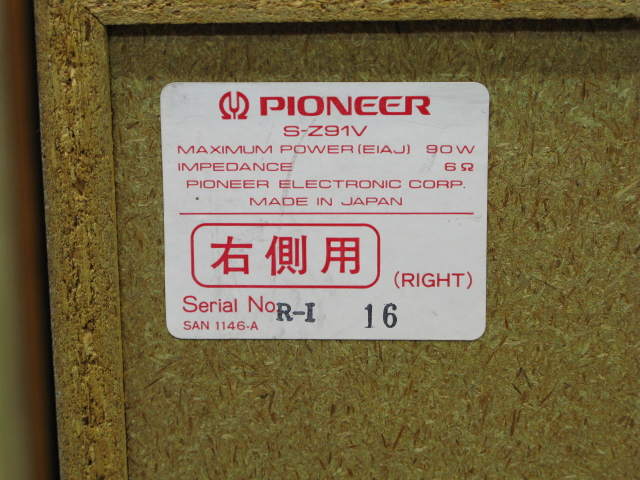 PIONEER
S-Z91V
MAXIMUM POWER (EIAJ) 90W
IMPEDANCE 6Ω
PIONEER ELECTRONIC CORP.
MADE IN JAPAN
右側用 (RIGHT)
Serial No. R-I 16
SAN 1146-A